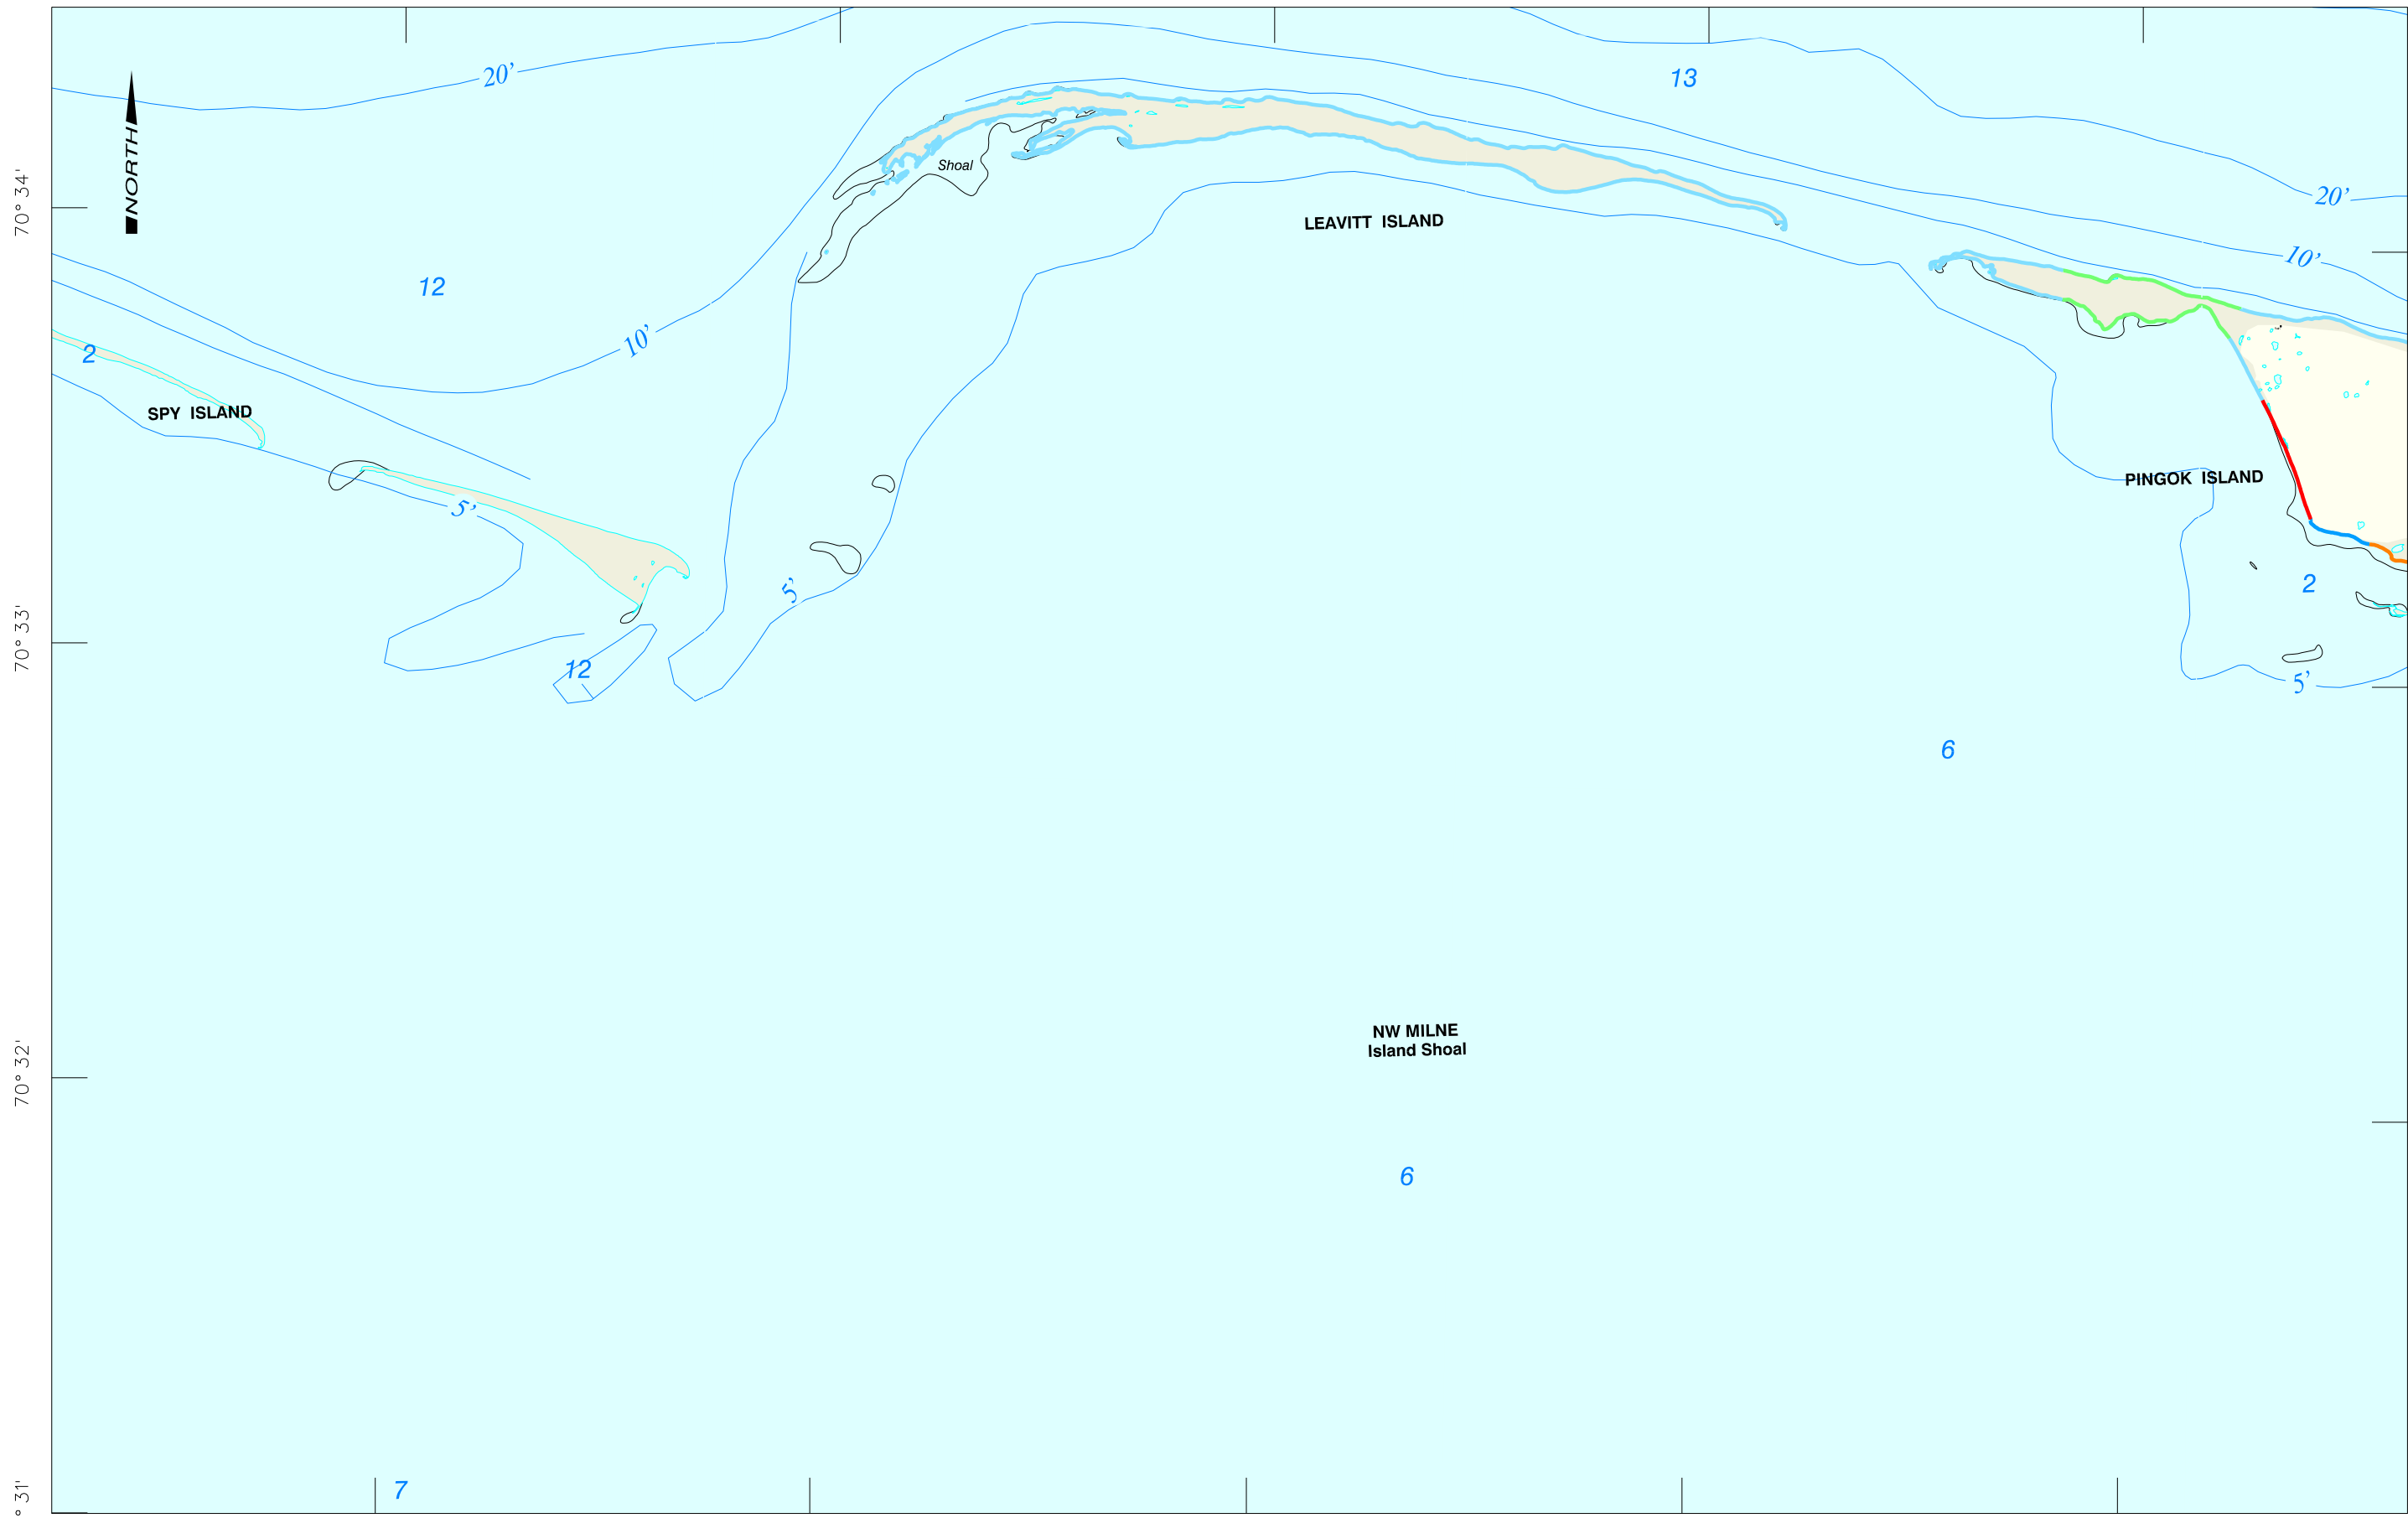 20'
13
NORTH
Shoal
70° 34'
20'
LEAVITT ISLAND
10'
12
10'
2
SPY ISLAND
PINGOK ISLAND
5'
5'
2
70° 33'
12
5'
6
NW MILNE
Island Shoal
70° 32'
6
7
° 31'